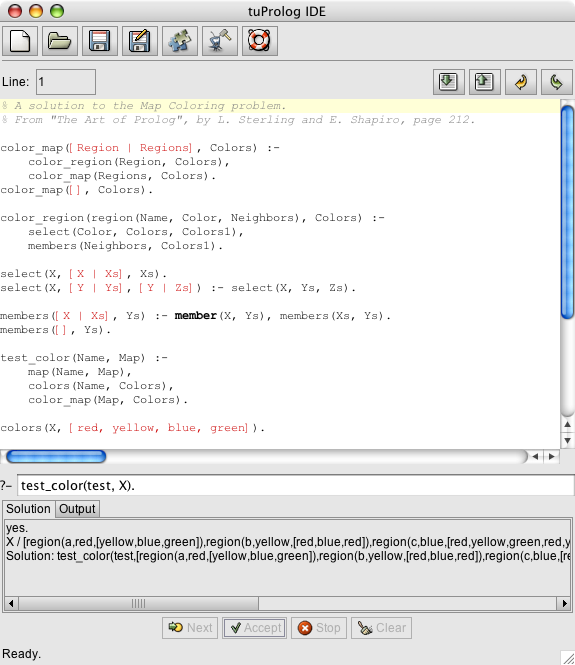 tuProlog IDE
Line: 1
% A solution to the Map Coloring problem.
% From "The Art of Prolog", by L. Sterling and E. Shapiro, page 212.
color_map([Region | Regions], Colors) :-
color_region(Region, Colors),
color_map(Regions, Colors).
color_map([], Colors).
color_region(region(Name, Color, Neighbors), Colors) :-
select(Color, Colors, Colors1),
members(Neighbors, Colors1).
select(X, [X | Xs], Xs).
select(X, [Y | Ys], [Y | Zs]) :- select(X, Ys, Zs).
members([X | Xs], Ys) :- member(X, Ys), members(Xs, Ys).
members([], Ys).
test_color(Name, Map) :-
map(Name, Map),
colors(Name, Colors),
color_map(Map, Colors).
colors(X, [red, yellow, blue, green]).
?- test_color(test, X).
Solution Output
yes.
X / [region(a,red,[yellow,blue,green]),region(b,yellow,[red,blue,red]),region(c,blue,[red,yellow,green,red,y
Solution: test_color(test,[region(a,red,[yellow,blue,green]),region(b,yellow,[red,blue,red]),region(c,blue,[re
Next Accept Stop Clear
Ready.